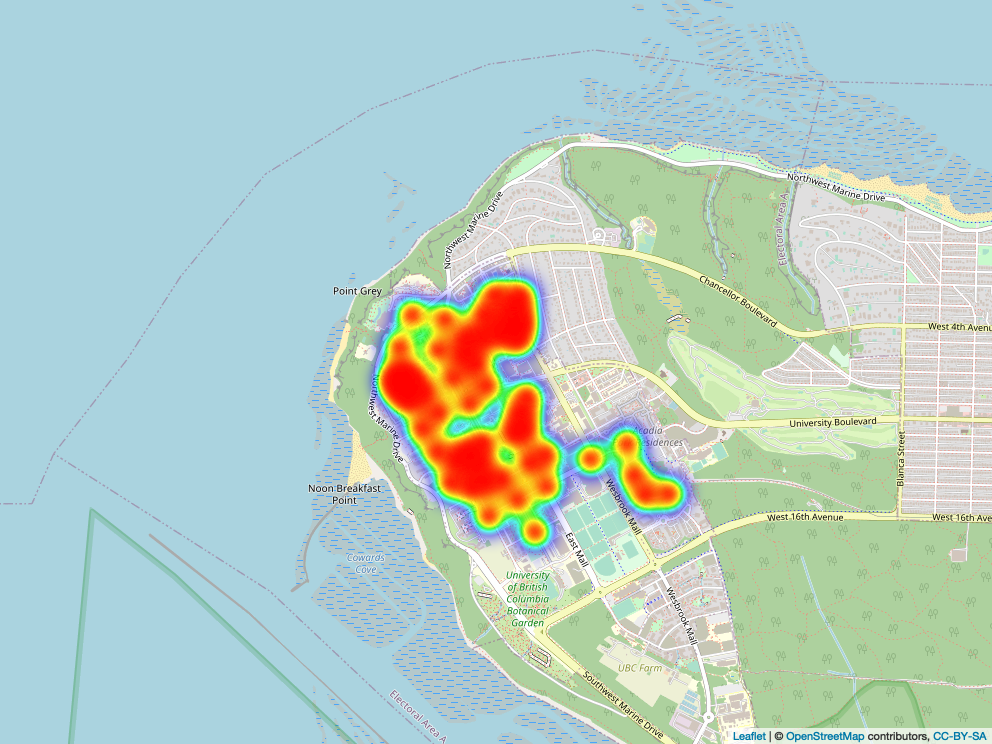 Northwest Marine Drive
Northwest Marine Drive
Electoral Area A
Point Grey
Chancellor Boulevard
West 4th Avenu
Northwest Marine Drive
University Boulevard
Acadia
Residences
Blanca Street
Noon Breakfast
Point
Wesbrook Mall
West 16th Avenue
West 16th Ave
East Mall
Cowards
Cove
University
of British
Columbia
Botanical
Garden
Wesbrook Mall
UBC Farm
Southwest Marine Drive
Electoral Area A
Leaflet | © OpenStreetMap contributors, CC-BY-SA